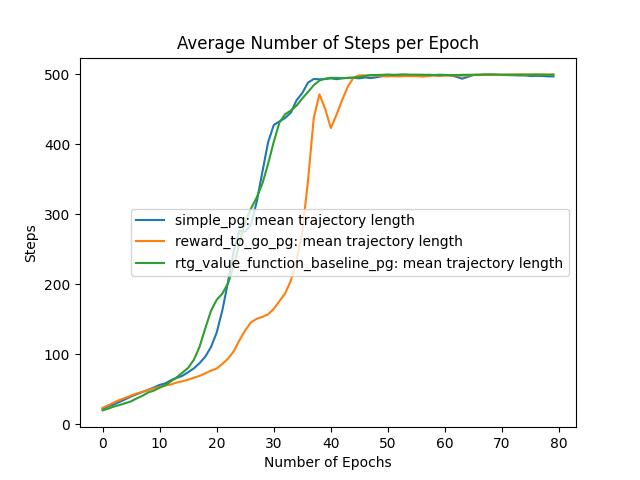 Average Number of Steps per Epoch
500
400
300
200
100
0
Steps
simple_pg: mean trajectory length
reward_to_go_pg: mean trajectory length
rtg_value_function_baseline_pg: mean trajectory length
0 10 20 30 40 50 60 70 80
Number of Epochs